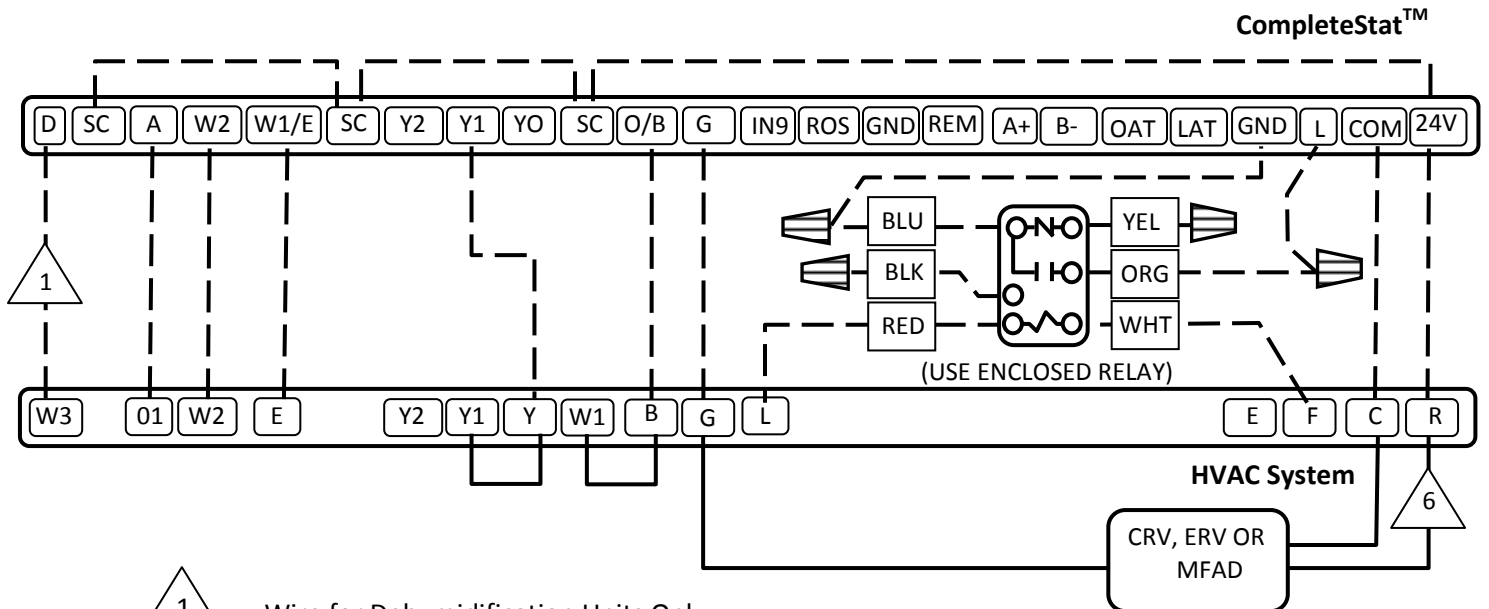 CompleteStat™
D SC A W2 W1/E SC Y2 Y1 YO SC O/B G IN9 ROS GND REM A+ B- OAT LAT GND L COM 24V
BLU YEL
1
BLK ORG
RED WHT
(USE ENCLOSED RELAY)
W3 01 W2 E Y2 Y1 Y W1 B G L E F C R
HVAC System
6
CRV, ERV OR
MFAD
1